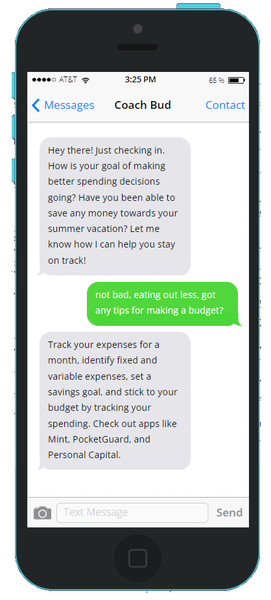 AT&T 3:25 PM 65 %
Messages Coach Bud Contact
Hey there! Just checking in.
How is your goal of making
better spending decisions
going? Have you been able to
save any money towards your
summer vacation? Let me
know how I can help you stay
on track!
not bad, eating out less, got
any tips for making a budget?
Track your expenses for a
month, identify fixed and
variable expenses, set a
savings goal, and stick to your
budget by tracking your
spending. Check out apps like
Mint, PocketGuard, and
Personal Capital.
Text Message Send